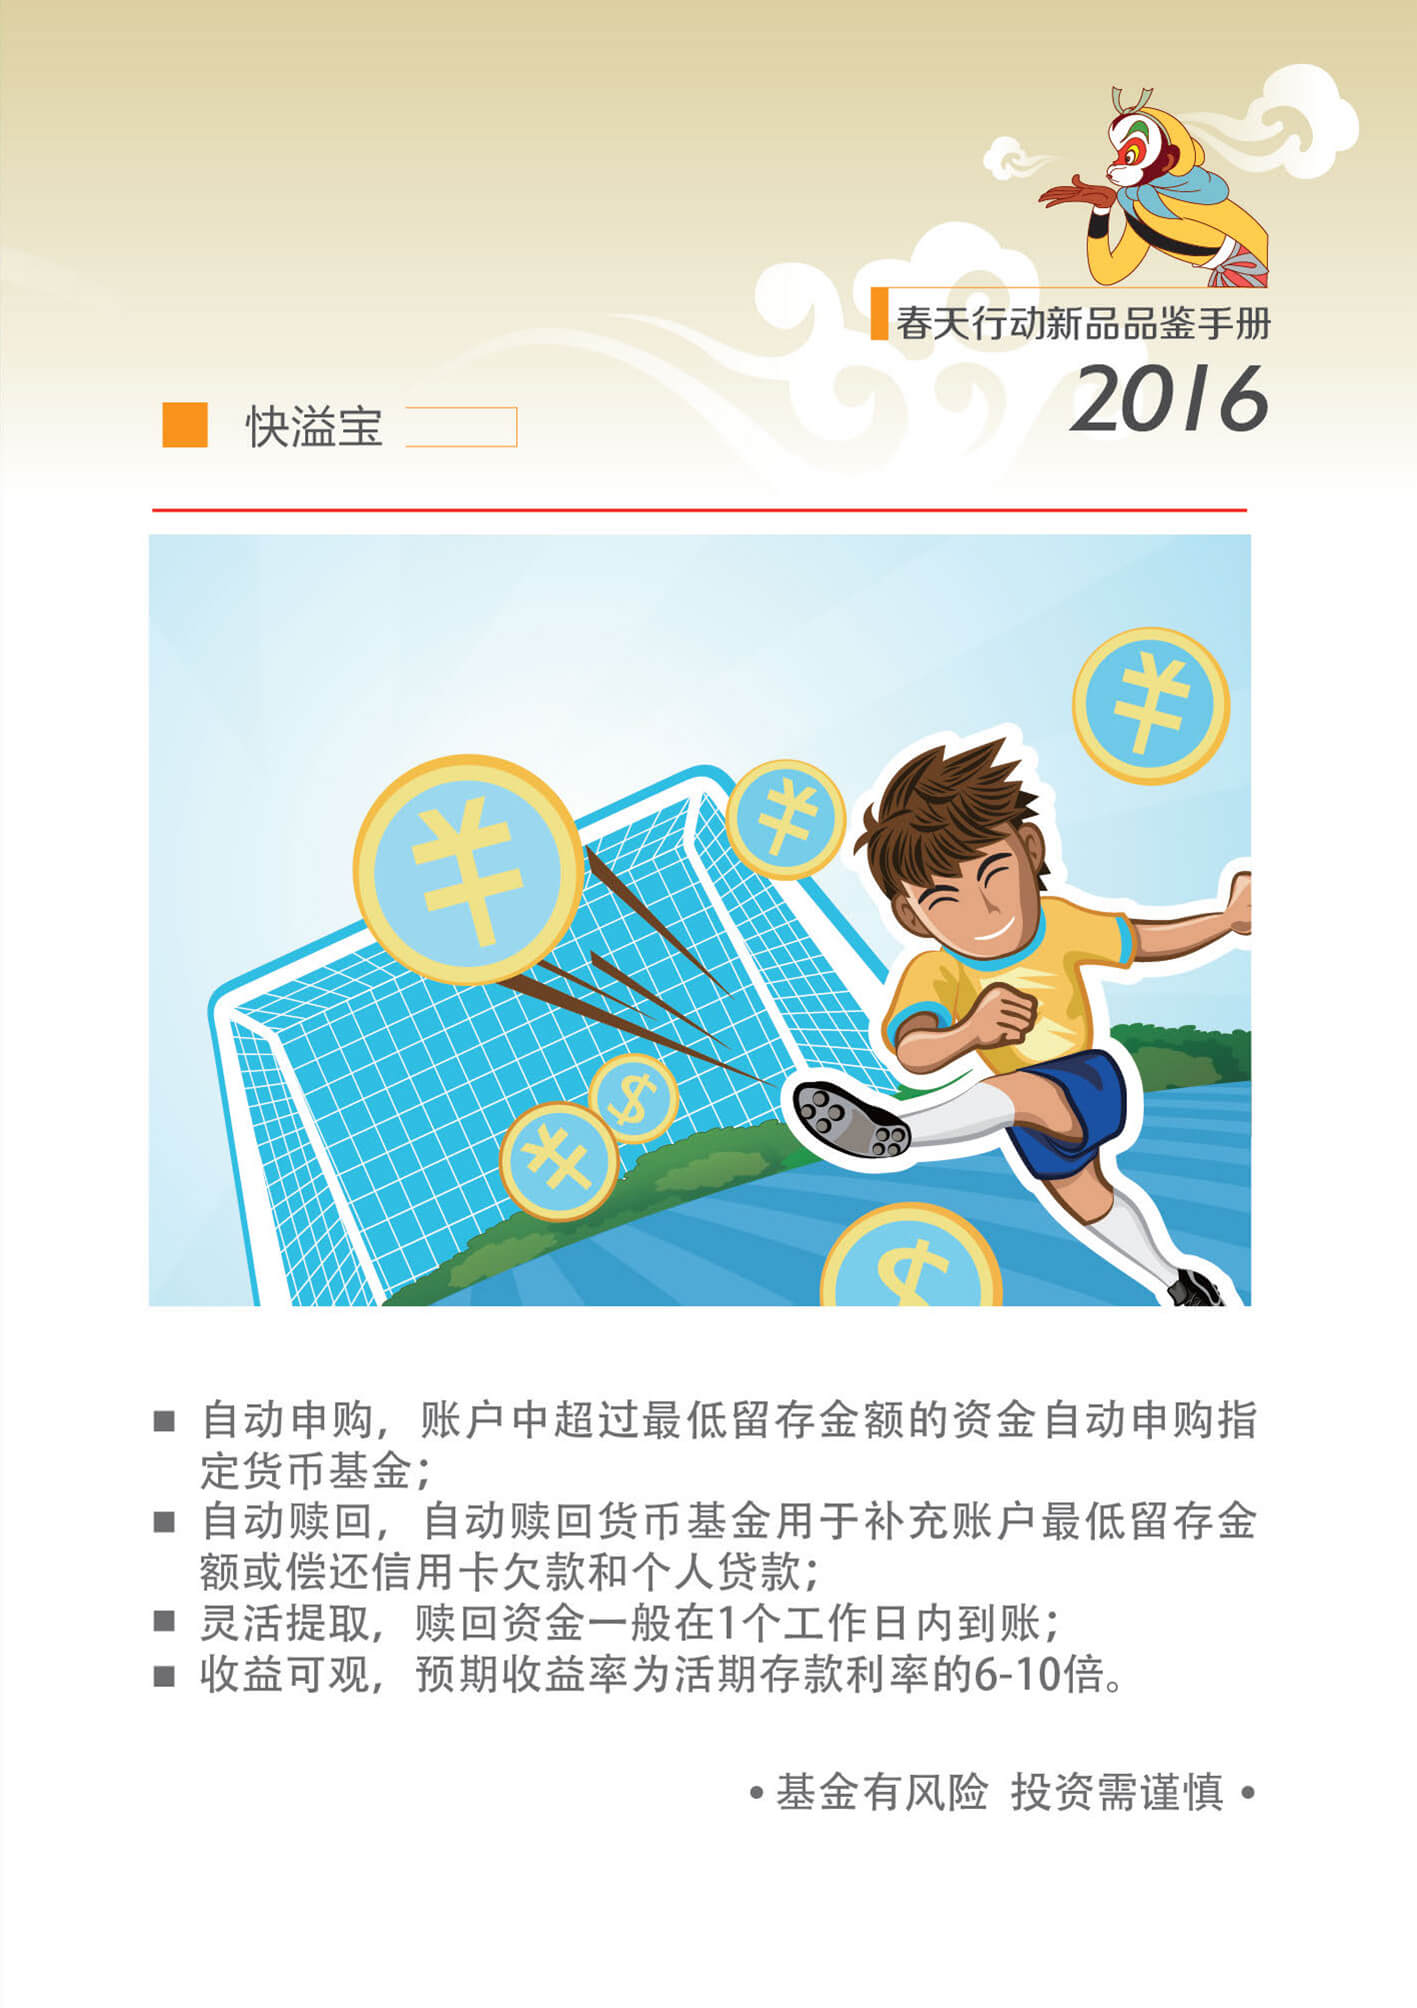 春天行动新品品鉴手册
2016
快溢宝
¥
¥
¥
$
¥
$
■ 自动申购，账户中超过最低留存金额的资金自动申购指
定货币基金；
■ 自动赎回，自动赎回货币基金用于补充账户最低留存金
额或偿还信用卡欠款和个人贷款；
■ 灵活提取，赎回资金一般在1个工作日内到账；
■ 收益可观，预期收益率为活期存款利率的6-10倍。
• 基金有风险 投资需谨慎 •